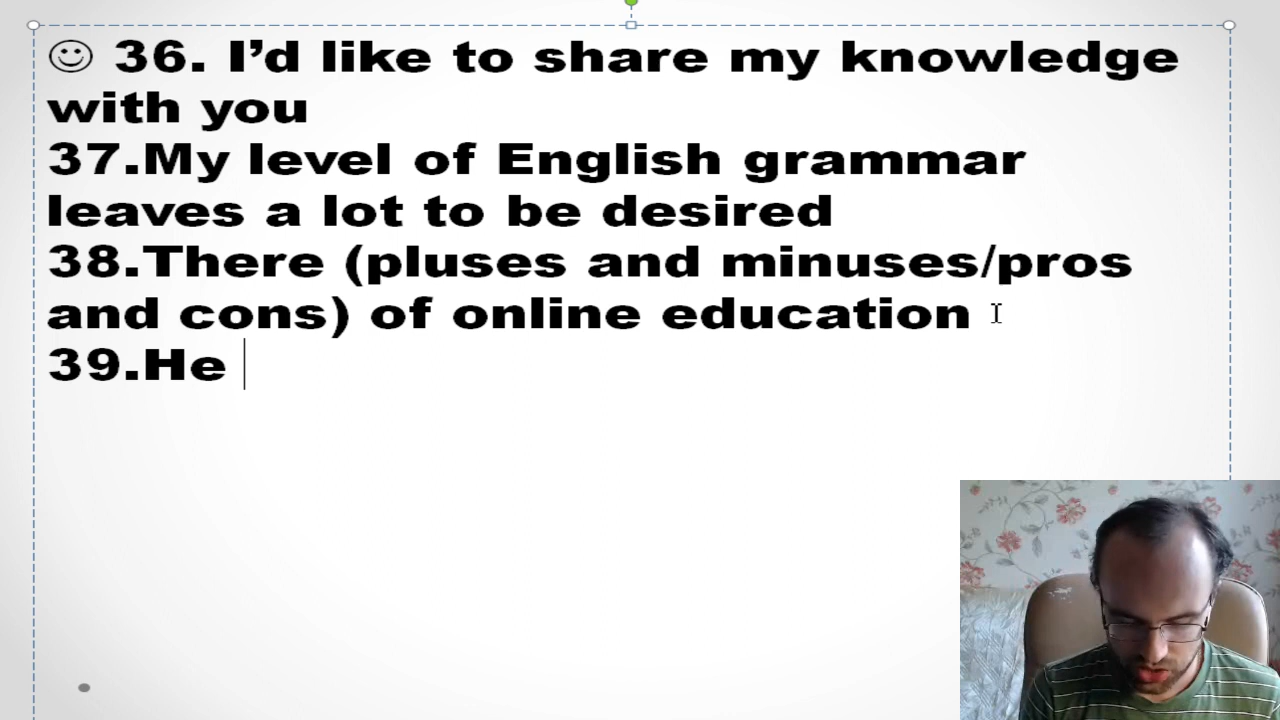 ☺ 36. I’d like to share my knowledge
with you
37.My level of English grammar
leaves a lot to be desired
38.There (pluses and minuses/pros
and cons) of online education
39.He